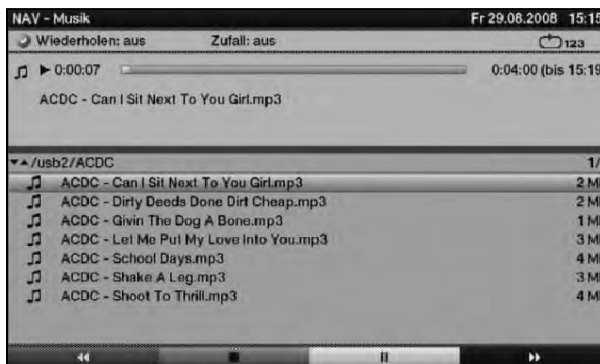 NAV - Musik Fr 29.08.2008 15:15
Wiederholen: aus Zufall: aus 123
0:00:07 0:04:00 (bis 15:19
ACDC - Can I Sit Next To You Girl.mp3
/usb2/ACDC 1/
ACDC - Can I Sit Next To You Girl.mp3 2 M
ACDC - Dirty Deeds Done Dirt Cheap.mp3 2 M
ACDC - Givin The Dog A Bone.mp3 1 M
ACDC - Let Me Put My Love Into You.mp3 3 M
ACDC - School Days.mp3 4 M
ACDC - Shake A Leg.mp3 3 M
ACDC - Shoot To Thrill.mp3 4 M